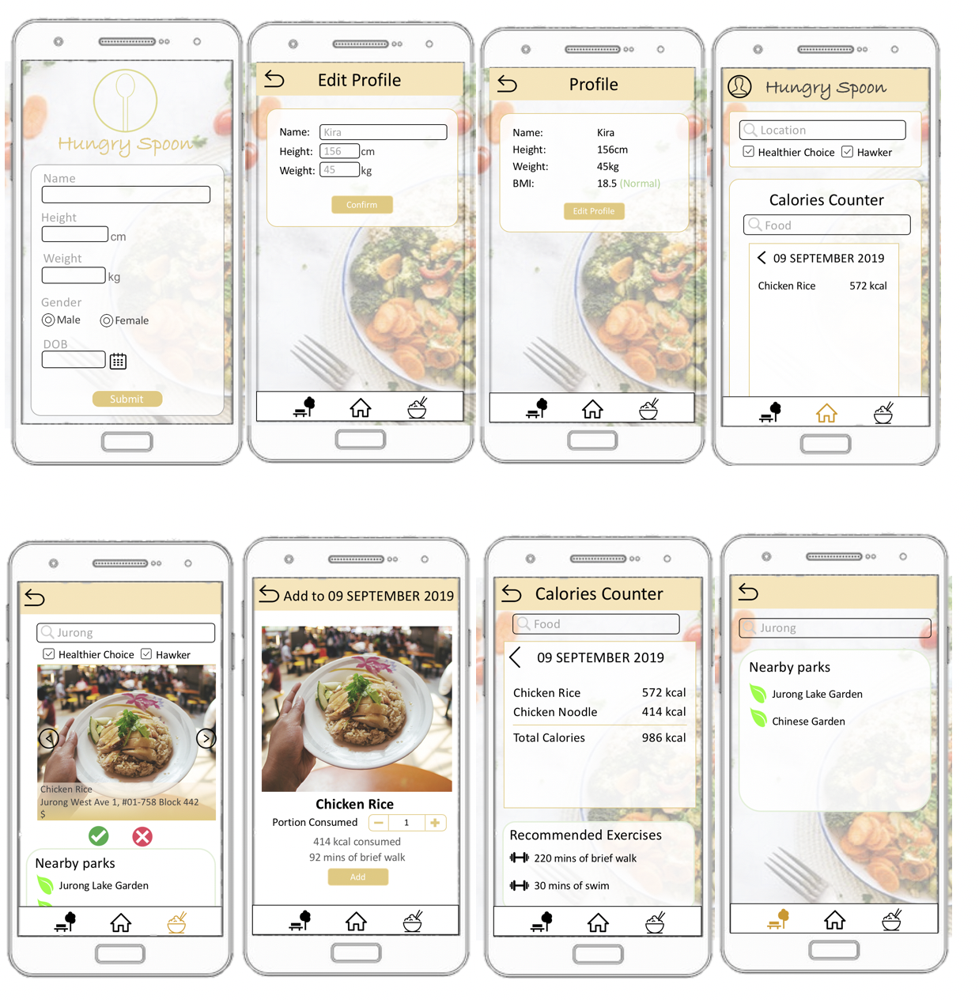 Hungry Spoon
Name
Height
cm
Weight
kg
Gender
Male Female
DOB
Submit
Edit Profile
Name: Kira
Height: 156 cm
Weight: 45 kg
Confirm
Profile
Name: Kira
Height: 156cm
Weight: 45kg
BMI: 18.5 (Normal)
Edit Profile
Hungry Spoon
Location
Healthier Choice Hawker
Calories Counter
Food
09 SEPTEMBER 2019
Chicken Rice 572 kcal
Jurong
Healthier Choice Hawker
Chicken Rice
Jurong West Ave 1, #01-758 Block 442
$
Nearby parks
Jurong Lake Garden
Add to 09 SEPTEMBER 2019
Chicken Rice
Portion Consumed 1
414 kcal consumed
92 mins of brief walk
Add
Calories Counter
Food
09 SEPTEMBER 2019
Chicken Rice 572 kcal
Chicken Noodle 414 kcal
Total Calories 986 kcal
Recommended Exercises
220 mins of brief walk
30 mins of swim
Jurong
Nearby parks
Jurong Lake Garden
Chinese Garden